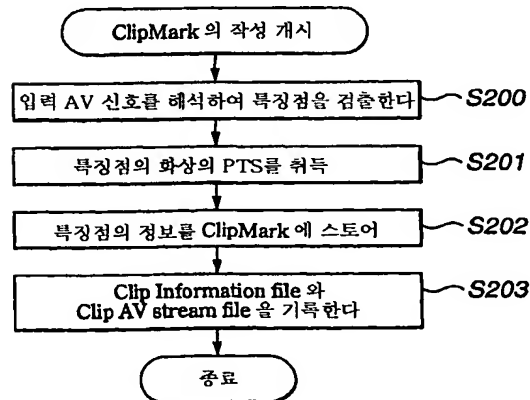 ClipMark 의 작성 개시
입력 AV 신호를 해석하여 특징점을 검출한다
S200
특징점의 화상의 PTS를 취득
S201
특징점의 정보를 ClipMark 에 스토어
S202
Clip Information file 와
Clip AV stream file 을 기록한다
S203
종료